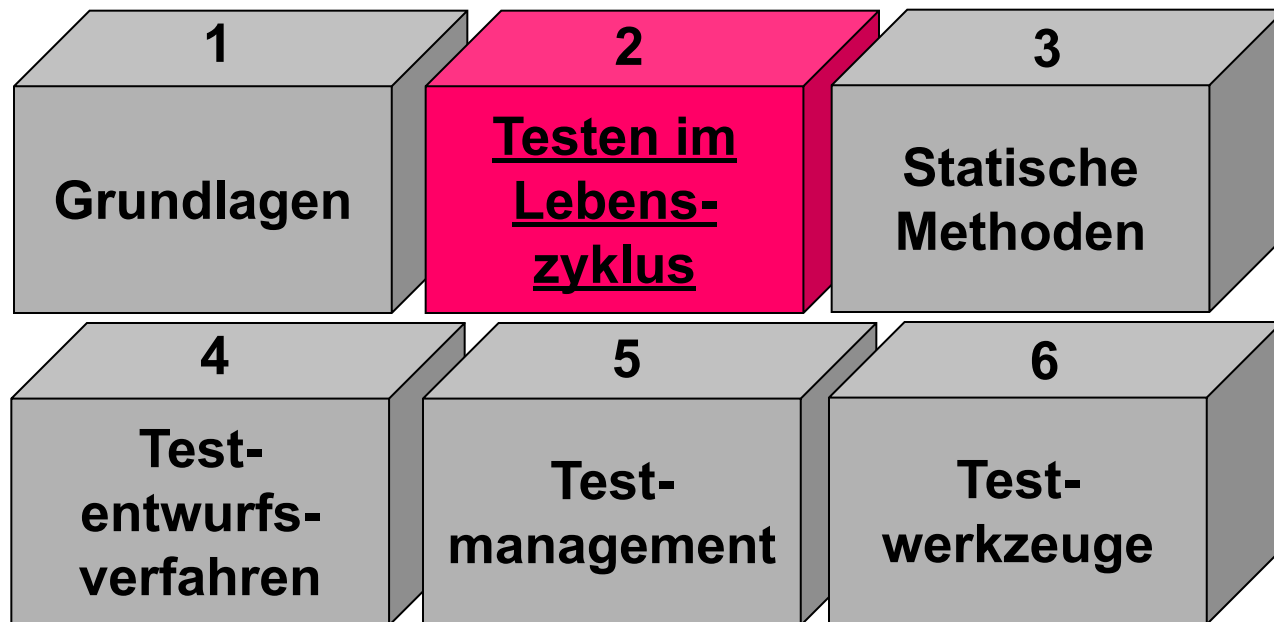 1
Grundlagen
2
Testen im
Lebens-
zyklus
3
Statische
Methoden
4
Test-
entwurfs-
verfahren
5
Test-
management
6
Test-
werkzeuge